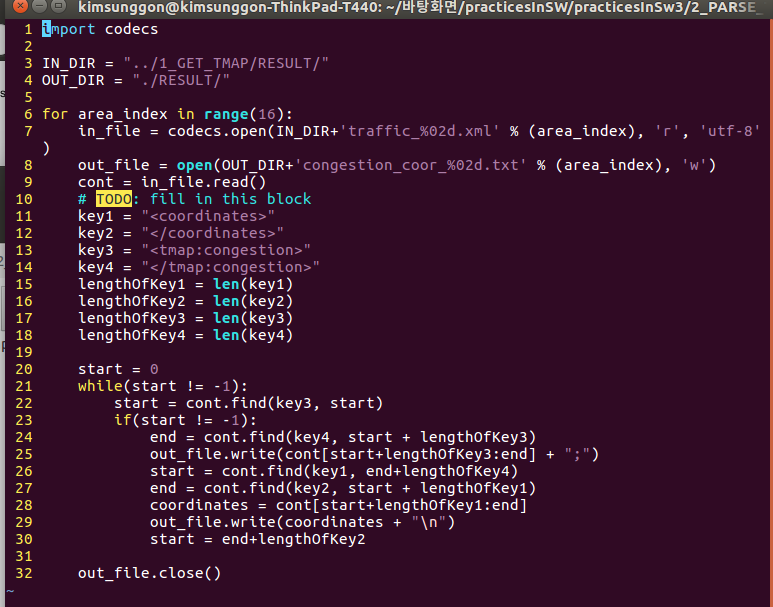 kimsunggon@kimsunggon-ThinkPad-T440: ~/바탕화면/practicesInSW/practicesInSw3/2_PARSE_
1 import codecs
2
3 IN_DIR = "../1_GET_TMAP/RESULT/"
4 OUT_DIR = "./RESULT/"
5
6 for area_index in range(16):
7     in_file = codecs.open(IN_DIR+'traffic_%02d.xml' % (area_index), 'r', 'utf-8'
)
8     out_file = open(OUT_DIR+'congestion_coor_%02d.txt' % (area_index), 'w')
9     cont = in_file.read()
10     # TODO: fill in this block
11     key1 = "<coordinates>"
12     key2 = "</coordinates>"
13     key3 = "<tmap:congestion>"
14     key4 = "</tmap:congestion>"
15     lengthOfKey1 = len(key1)
16     lengthOfKey2 = len(key2)
17     lengthOfKey3 = len(key3)
18     lengthOfKey4 = len(key4)
19
20     start = 0
21     while(start != -1):
22         start = cont.find(key3, start)
23         if(start != -1):
24             end = cont.find(key4, start + lengthOfKey3)
25             out_file.write(cont[start+lengthOfKey3:end] + ";")
26             start = cont.find(key1, end+lengthOfKey4)
27             end = cont.find(key2, start + lengthOfKey1)
28             coordinates = cont[start+lengthOfKey1:end]
29             out_file.write(coordinates + "\n")
30             start = end+lengthOfKey2
31
32     out_file.close()
~